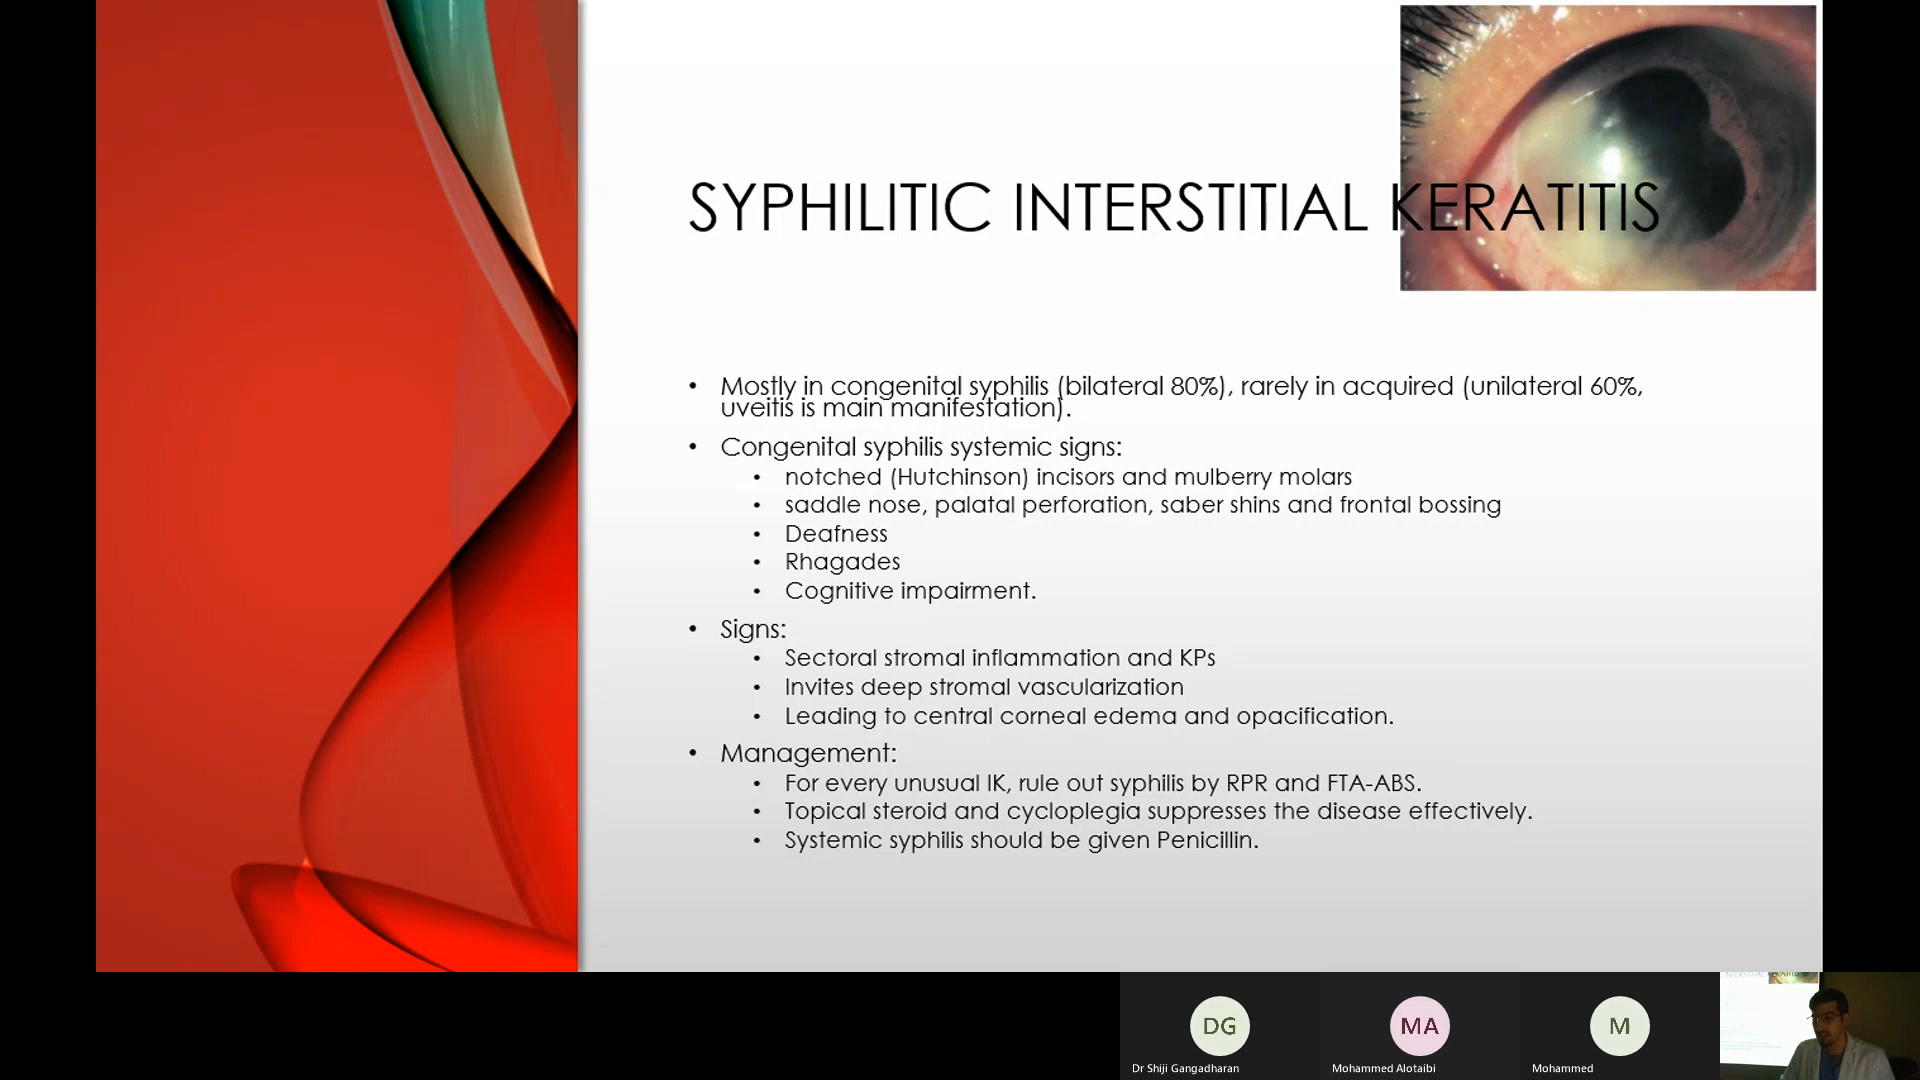 SYPHILITIC INTERSTITIAL KERATITIS
• Mostly in congenital syphilis (bilateral 80%), rarely in acquired (unilateral 60%,
uveitis is main manifestation).
• Congenital syphilis systemic signs:
• notched (Hutchinson) incisors and mulberry molars
• saddle nose, palatal perforation, saber shins and frontal bossing
• Deafness
• Rhagades
• Cognitive impairment.
• Signs:
• Sectoral stromal inflammation and KPs
• Invites deep stromal vascularization
• Leading to central corneal edema and opacification.
• Management:
• For every unusual IK, rule out syphilis by RPR and FTA-ABS.
• Topical steroid and cycloplegia suppresses the disease effectively.
• Systemic syphilis should be given Penicillin.
DG
MA
M
Dr Shiji Gangadharan
Mohammed Alotaibi
Mohammed